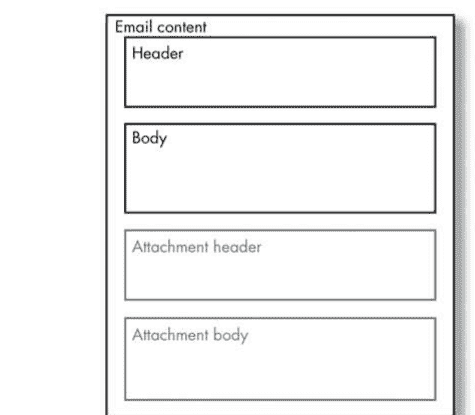 Email content
Header
Body
Attachment header
Attachment body